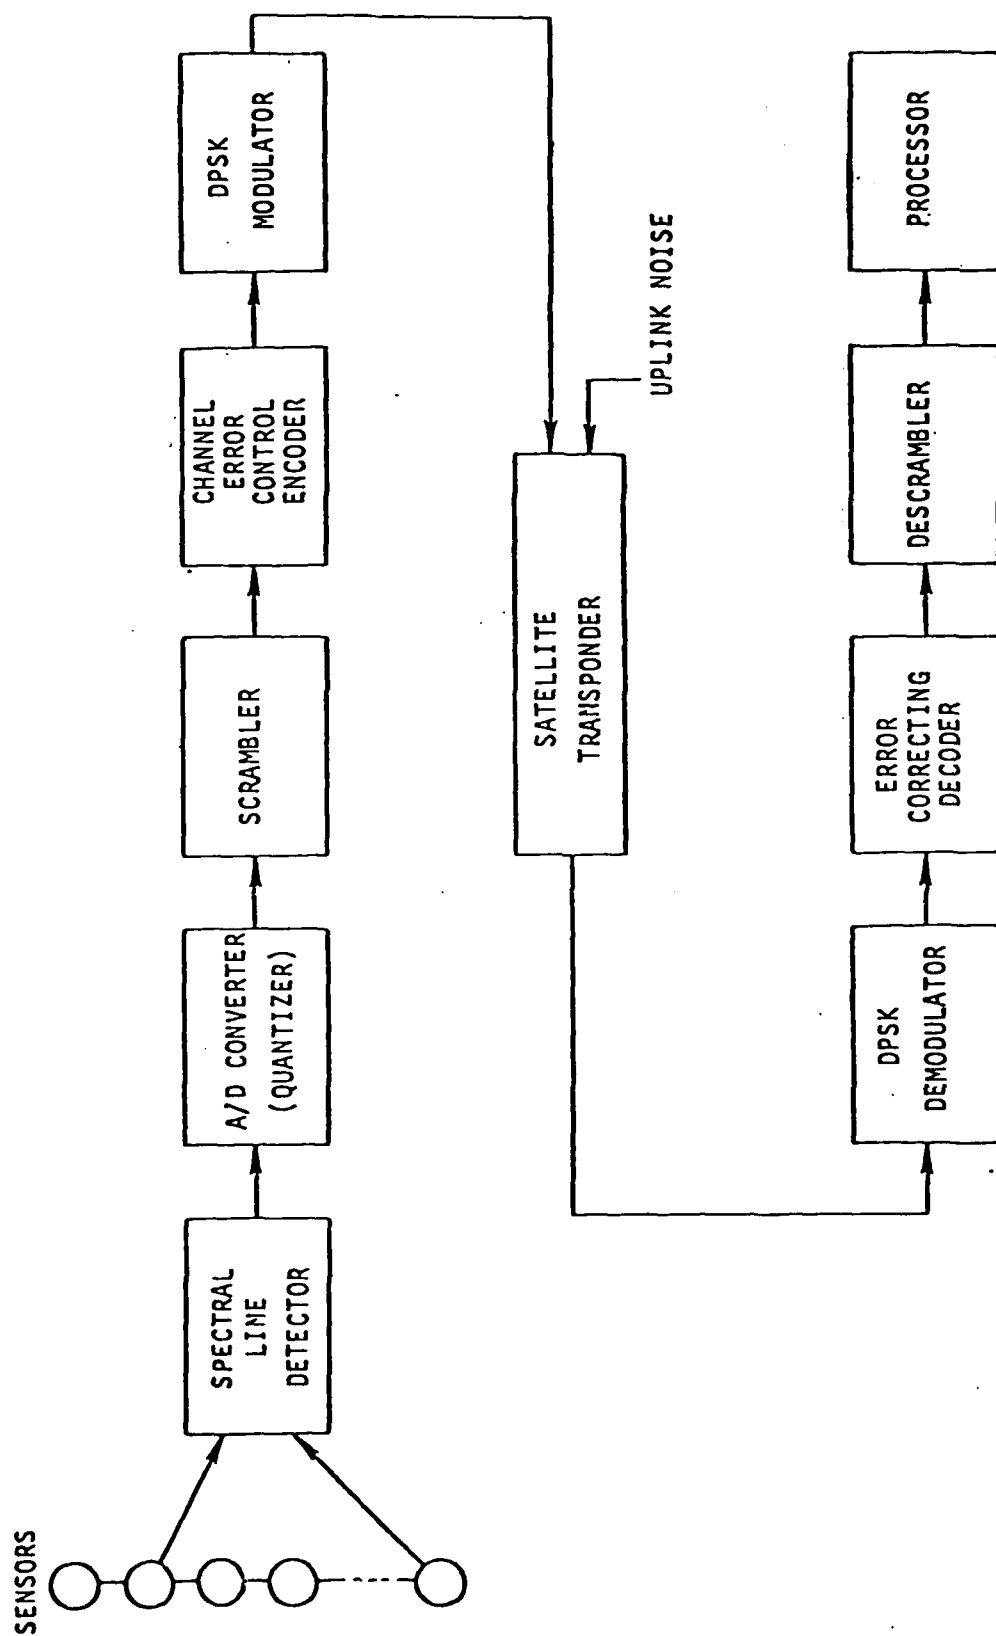 SENSORS
SPECTRAL
LINE
DETECTOR
A/D CONVERTER
(QUANTIZER)
SCRAMBLER
CHANNEL
ERROR
CONTROL
ENCODER
DPSK
MODULATOR
SATELLITE
TRANSPONDER
UPLINK NOISE
DPSK
DEMODULATOR
ERROR
CORRECTING
DECODER
DESCRAMBLER
PROCESSOR